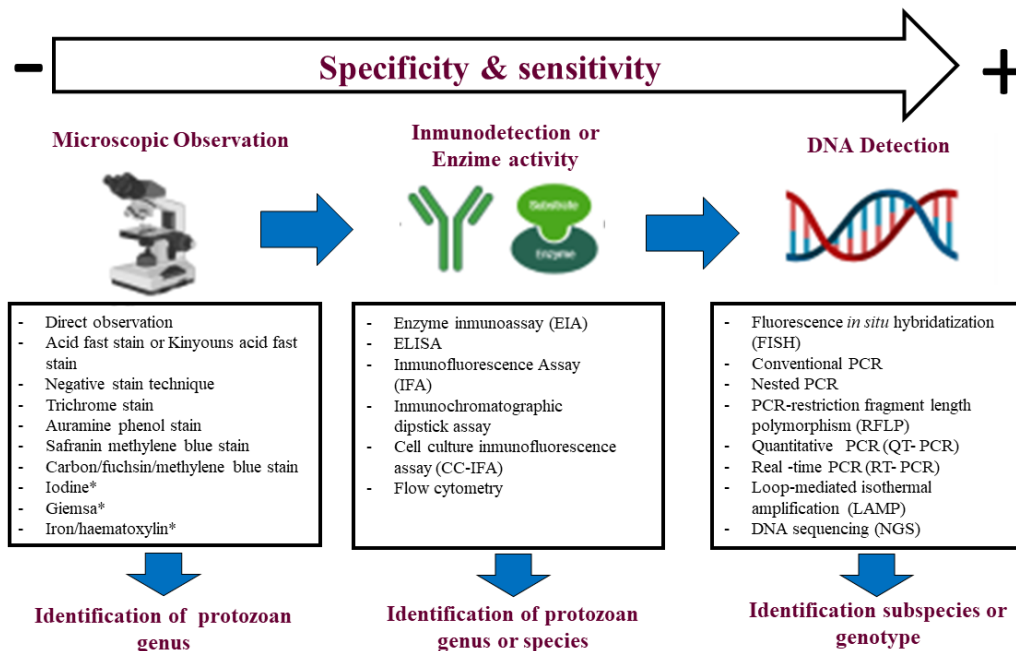 Specificity & sensitivity
Microscopic Observation
Inmunodetection or
Enzime activity
DNA Detection
Substrate
Enzyme
- Direct observation
- Acid fast stain or Kinyouns acid fast
stain
- Negative stain technique
- Trichrome stain
- Auramine phenol stain
- Safranin methylene blue stain
- Carbon/fuchsin/methylene blue stain
- Iodine*
- Giemsa*
- Iron/haematoxylin*
- Enzyme inmunoassay (EIA)
- ELISA
- Inmunofluorescence Assay
(IFA)
- Inmunochromatographic
dipstick assay
- Cell culture inmunofluorescence
assay (CC-IFA)
- Flow cytometry
- Fluorescence in situ hybridatization
(FISH)
- Conventional PCR
- Nested PCR
- PCR-restriction fragment length
polymorphism (RFLP)
- Quantitative PCR (QT- PCR)
- Real -time PCR (RT- PCR)
- Loop-mediated isothermal
amplification (LAMP)
- DNA sequencing (NGS)
Identification of protozoan
genus
Identification of protozoan
genus or species
Identification subspecies or
genotype